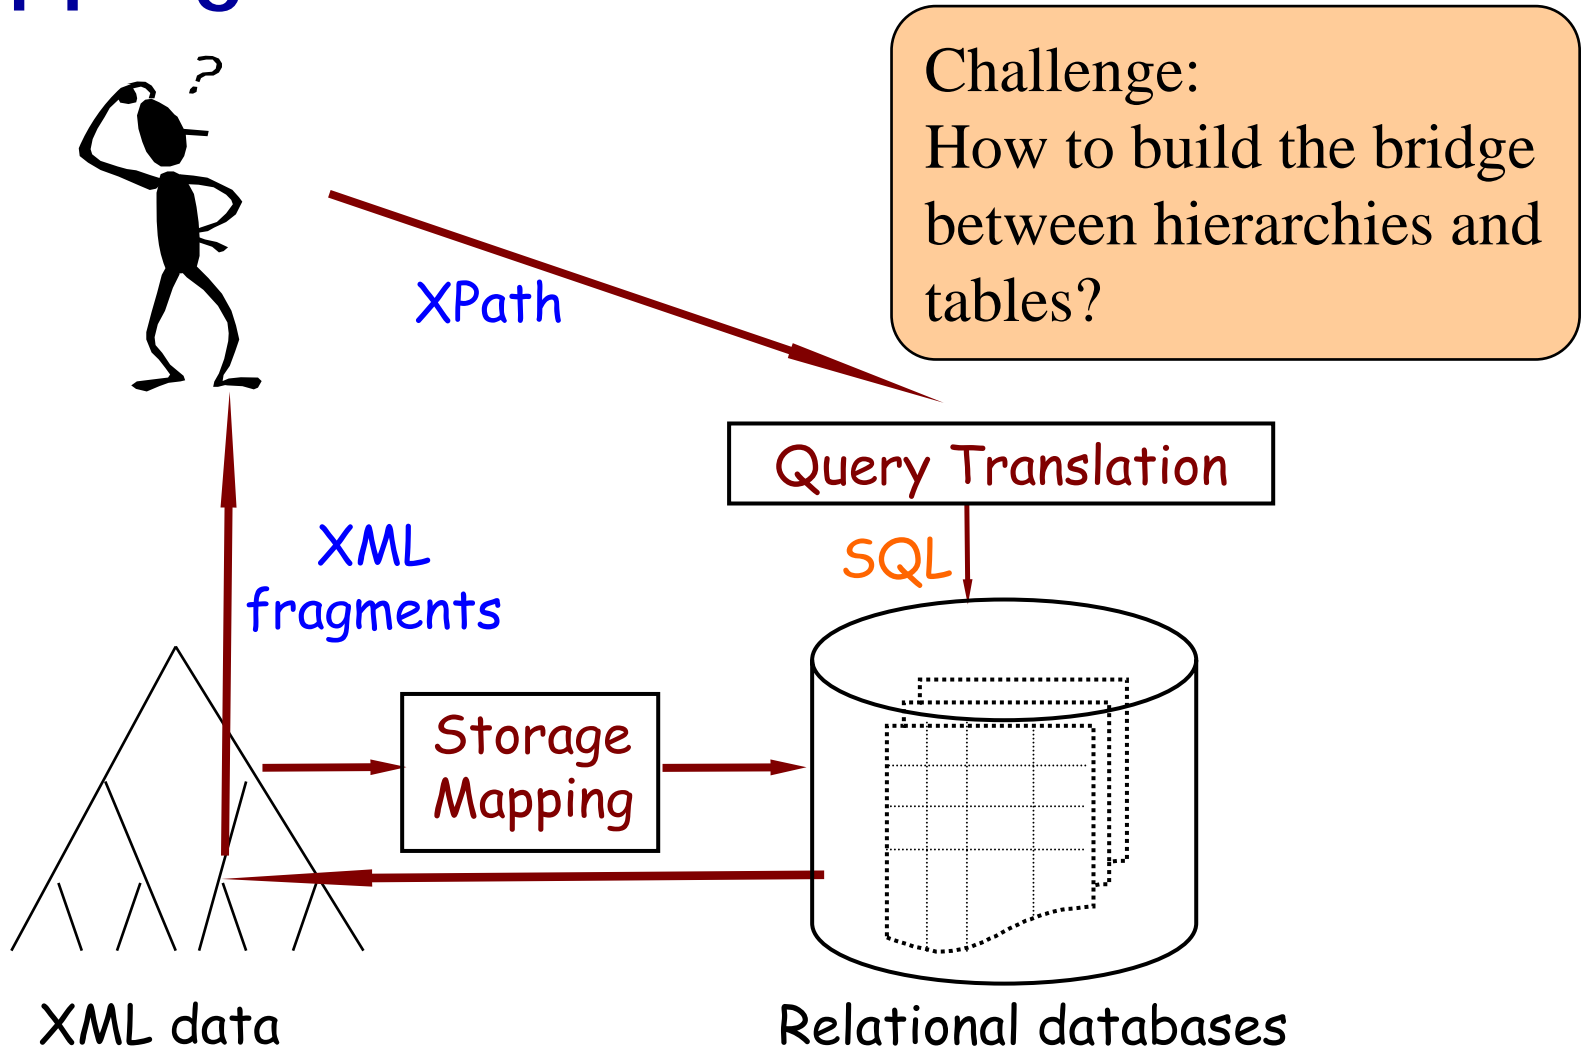 ?
Challenge:
How to build the bridge
between hierarchies and
tables?
XPath
Query Translation
SQL
XML
fragments
Storage
Mapping
XML data
Relational databases